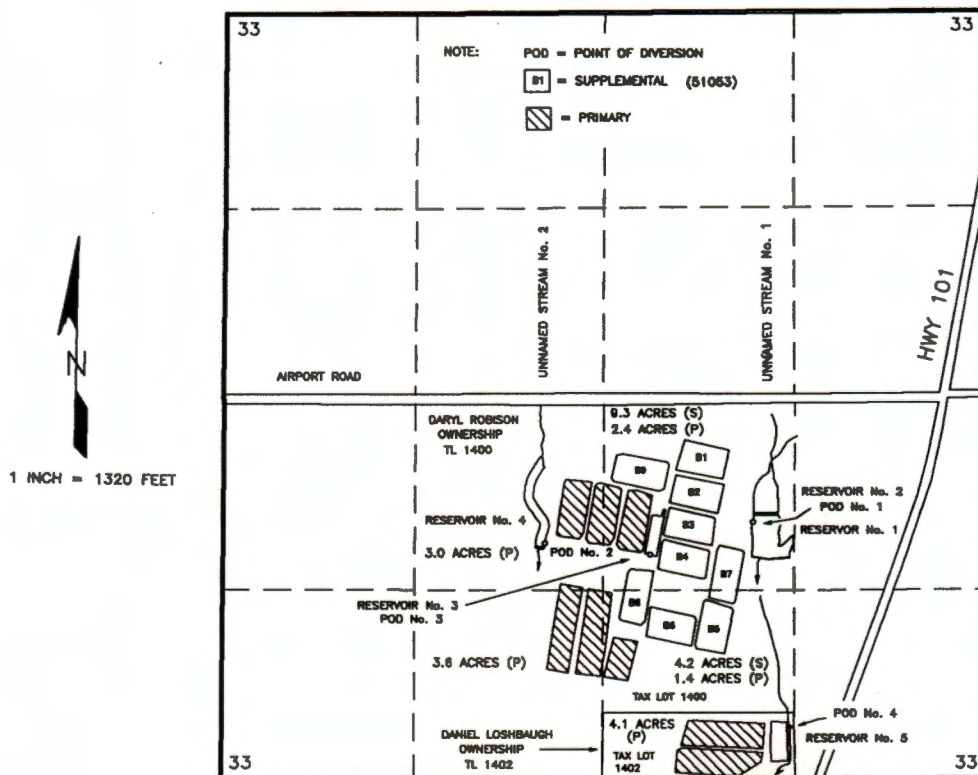 33
33
NOTE: POD = POINT OF DIVERSION
B1 = SUPPLEMENTAL (51053)
= PRIMARY
UNNAMED STREAM No. 2
UNNAMED STREAM No. 1
HWY 101
N
1 INCH = 1320 FEET
AIRPORT ROAD
DARYL ROBISON
OWNERSHIP
TL 1400
9.3 ACRES (S)
2.4 ACRES (P)
B9
B1
B2
B3
B4
B7
RESERVOIR No. 2
POD No. 1
RESERVOIR No. 1
RESERVOIR No. 4
3.0 ACRES (P)
POD No. 2
RESERVOIR No. 3
POD No. 3
B5
3.6 ACRES (P)
4.2 ACRES (S)
1.4 ACRES (P)
TAX LOT 1400
DANIEL LOSHBAUGH
OWNERSHIP
TL 1402
4.1 ACRES
(P)
TAX LOT
1402
POD No. 4
RESERVOIR No. 5
33
33